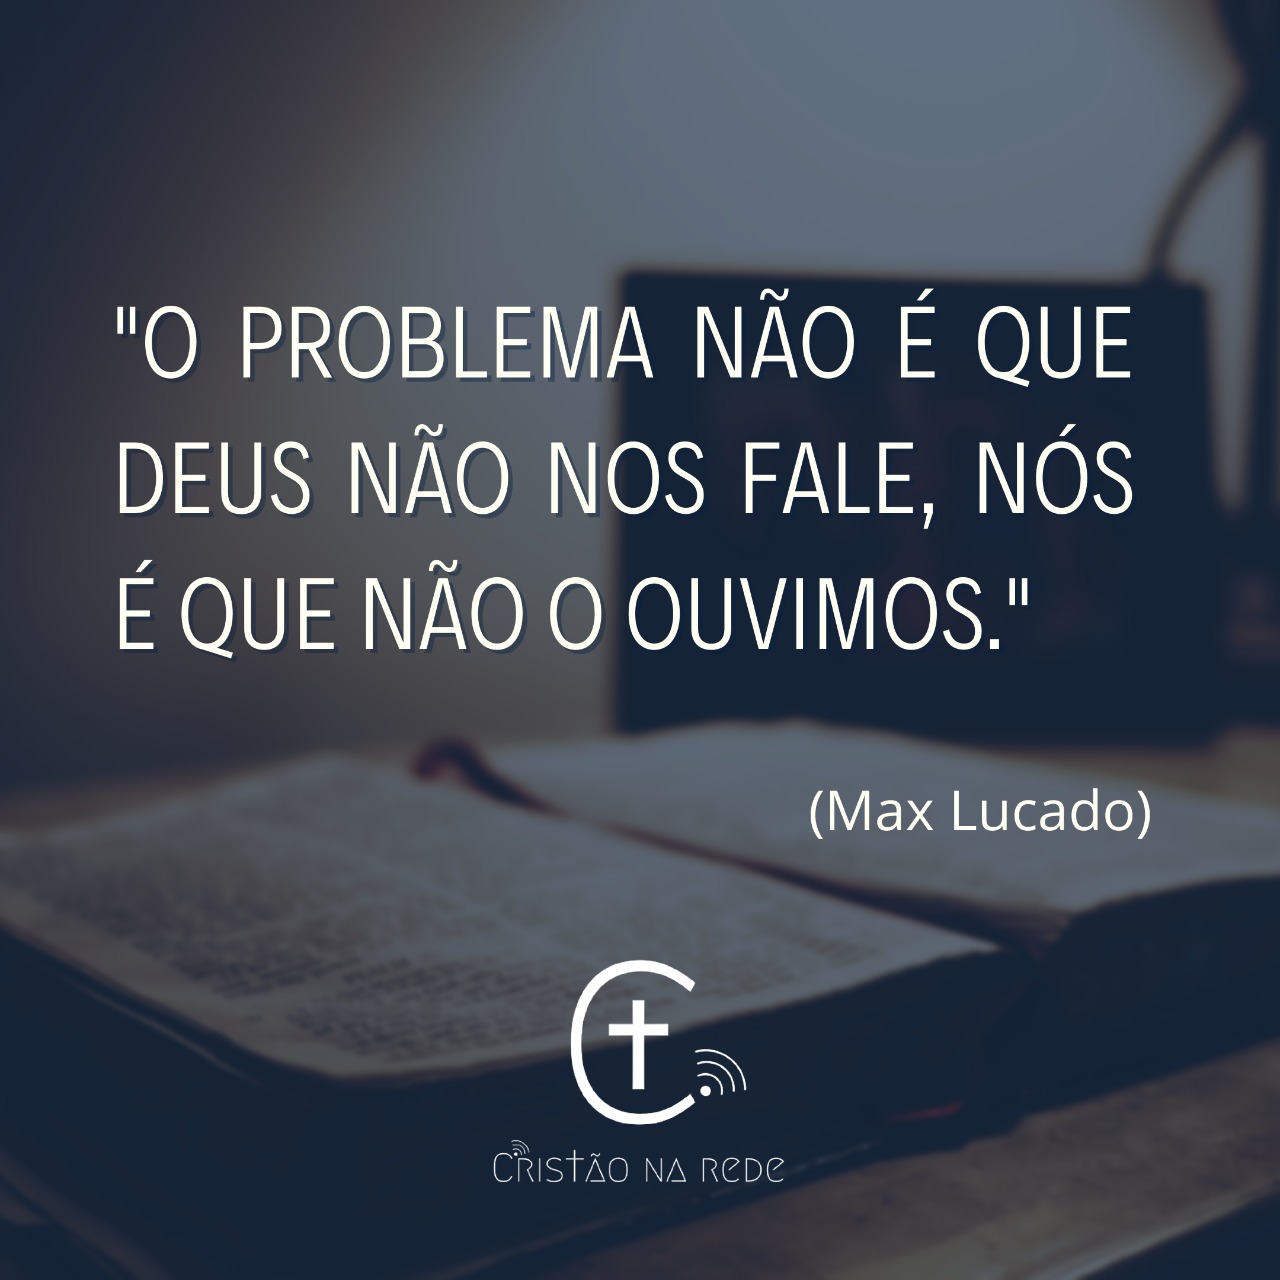 "O PROBLEMA NÃO É QUE
DEUS NÃO NOS FALE, NÓS
É QUE NÃO O OUVIMOS."
(Max Lucado)
CRISTÃO NA REDE